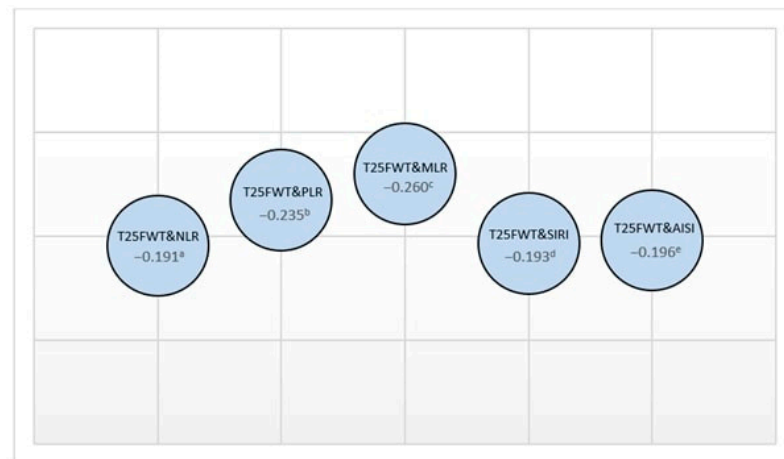 T25FWT&NLR
−0.191ᵃ
T25FWT&PLR
−0.235ᵇ
T25FWT&MLR
−0.260ᶜ
T25FWT&SIRI
−0.193ᵈ
T25FWT&AISI
−0.196ᵉ